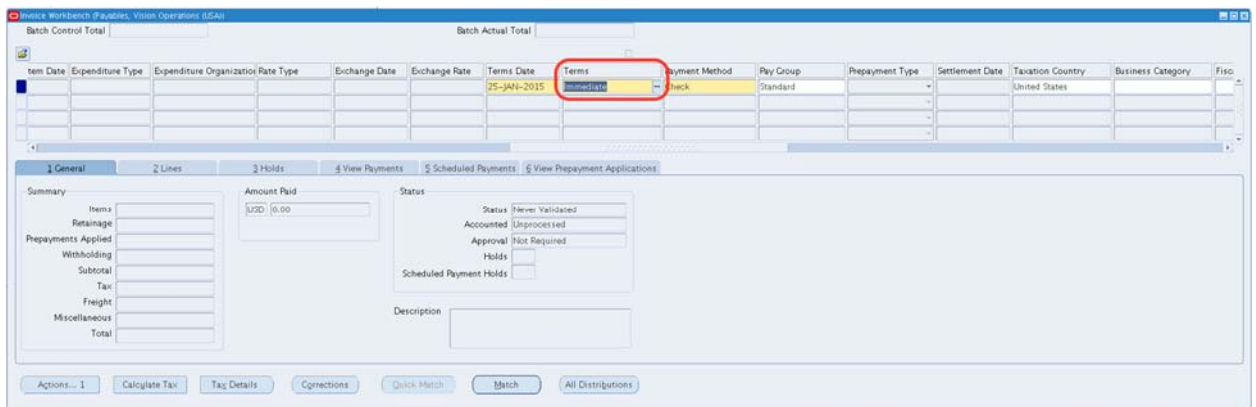 Invoice Workbench (Payables, Vision Operations (USA))
Batch Control Total Batch Actual Total
tem Date Expenditure Type Expenditure Organization Rate Type Exchange Date Exchange Rate Terms Date Terms Payment Method Pay Group Prepayment Type Settlement Date Taxation Country Business Category Fisca
25-JAN-2015 Immediate ... Check Standard United States
1 General 2 Lines 3 Holds 4 View Payments 5 Scheduled Payments 6 View Prepayment Applications
Summary Amount Paid Status
Items USD 0.00 Status Never Validated
Retainage Accounted Unprocessed
Prepayments Applied Approval Not Required
Withholding Holds
Subtotal Scheduled Payment Holds
Tax
Freight Description
Miscellaneous
Total
Actions... 1 Calculate Tax Tax Details Corrections Quick Match Match All Distributions